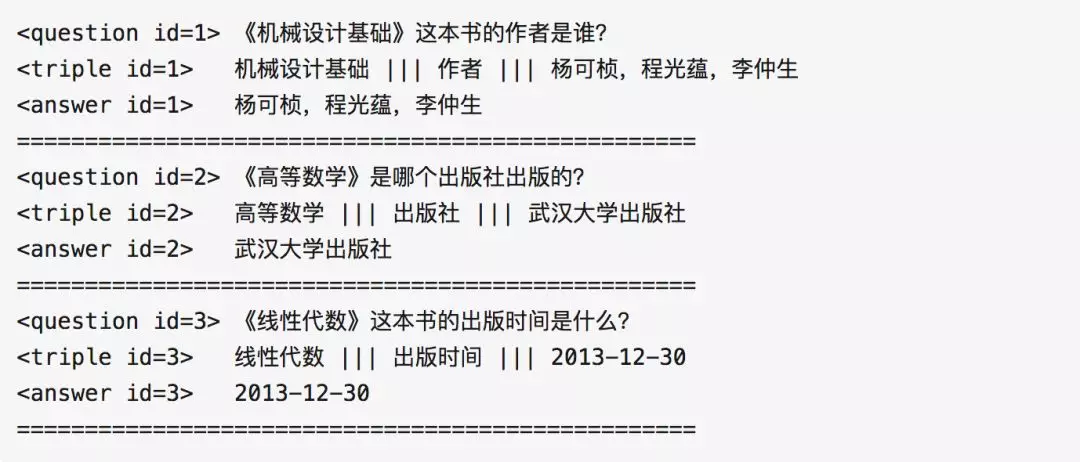 <question id=1> 《机械设计基础》这本书的作者是谁？
<triple id=1> 机械设计基础 ||| 作者 ||| 杨可桢，程光蕴，李仲生
<answer id=1> 杨可桢，程光蕴，李仲生
==================================================
<question id=2> 《高等数学》是哪个出版社出版的？
<triple id=2> 高等数学 ||| 出版社 ||| 武汉大学出版社
<answer id=2> 武汉大学出版社
==================================================
<question id=3> 《线性代数》这本书的出版时间是什么？
<triple id=3> 线性代数 ||| 出版时间 ||| 2013-12-30
<answer id=3> 2013-12-30
==================================================